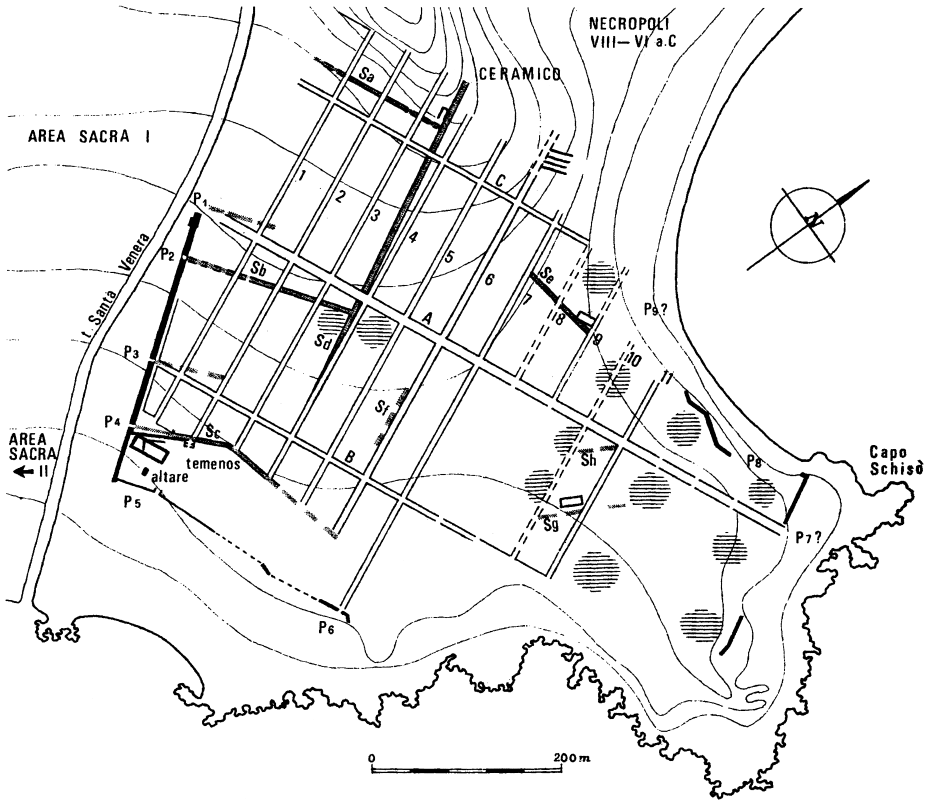 NECROPOLI
VIII–VI a.C
CERAMICO
Sa
AREA SACRA I
C
1
2
3
4
5
6
P1
P2
Sb
t. Santa Venera
N
Se
7
8
9
P9?
A
Sd
10
11
P3
Sf
P4
Sc
B
Sh
AREA
SACRA
II
temenos
altare
P5
Sg
P8
Capo
Schisò
P7?
P6
0 200 m